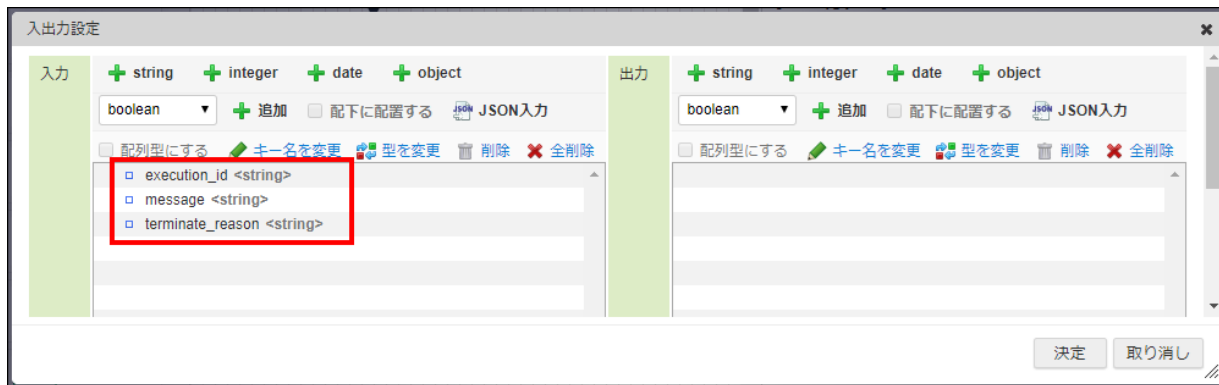 入出力設定
入力
string integer date object
boolean 追加 配下に配置する JSON入力
配列型にする キー名を変更 型を変更 削除 全削除
execution_id <string>
message <string>
terminate_reason <string>
出力
string integer date object
boolean 追加 配下に配置する JSON入力
配列型にする キー名を変更 型を変更 削除 全削除
決定 取り消し